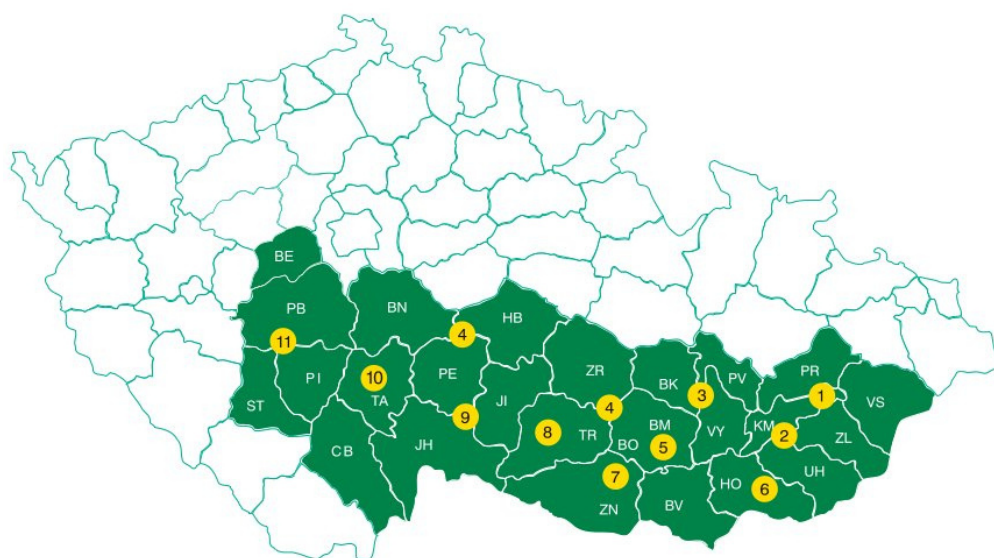 BE
PB
BN
HB
4
11
PI
10
TA
PE
ZR
BK
PV
PR
ST
JI
9
4
3
1
VS
CB
JH
8
TR
BO
BM
5
VY
KM
2
ZL
7
ZN
BV
HO
6
UH